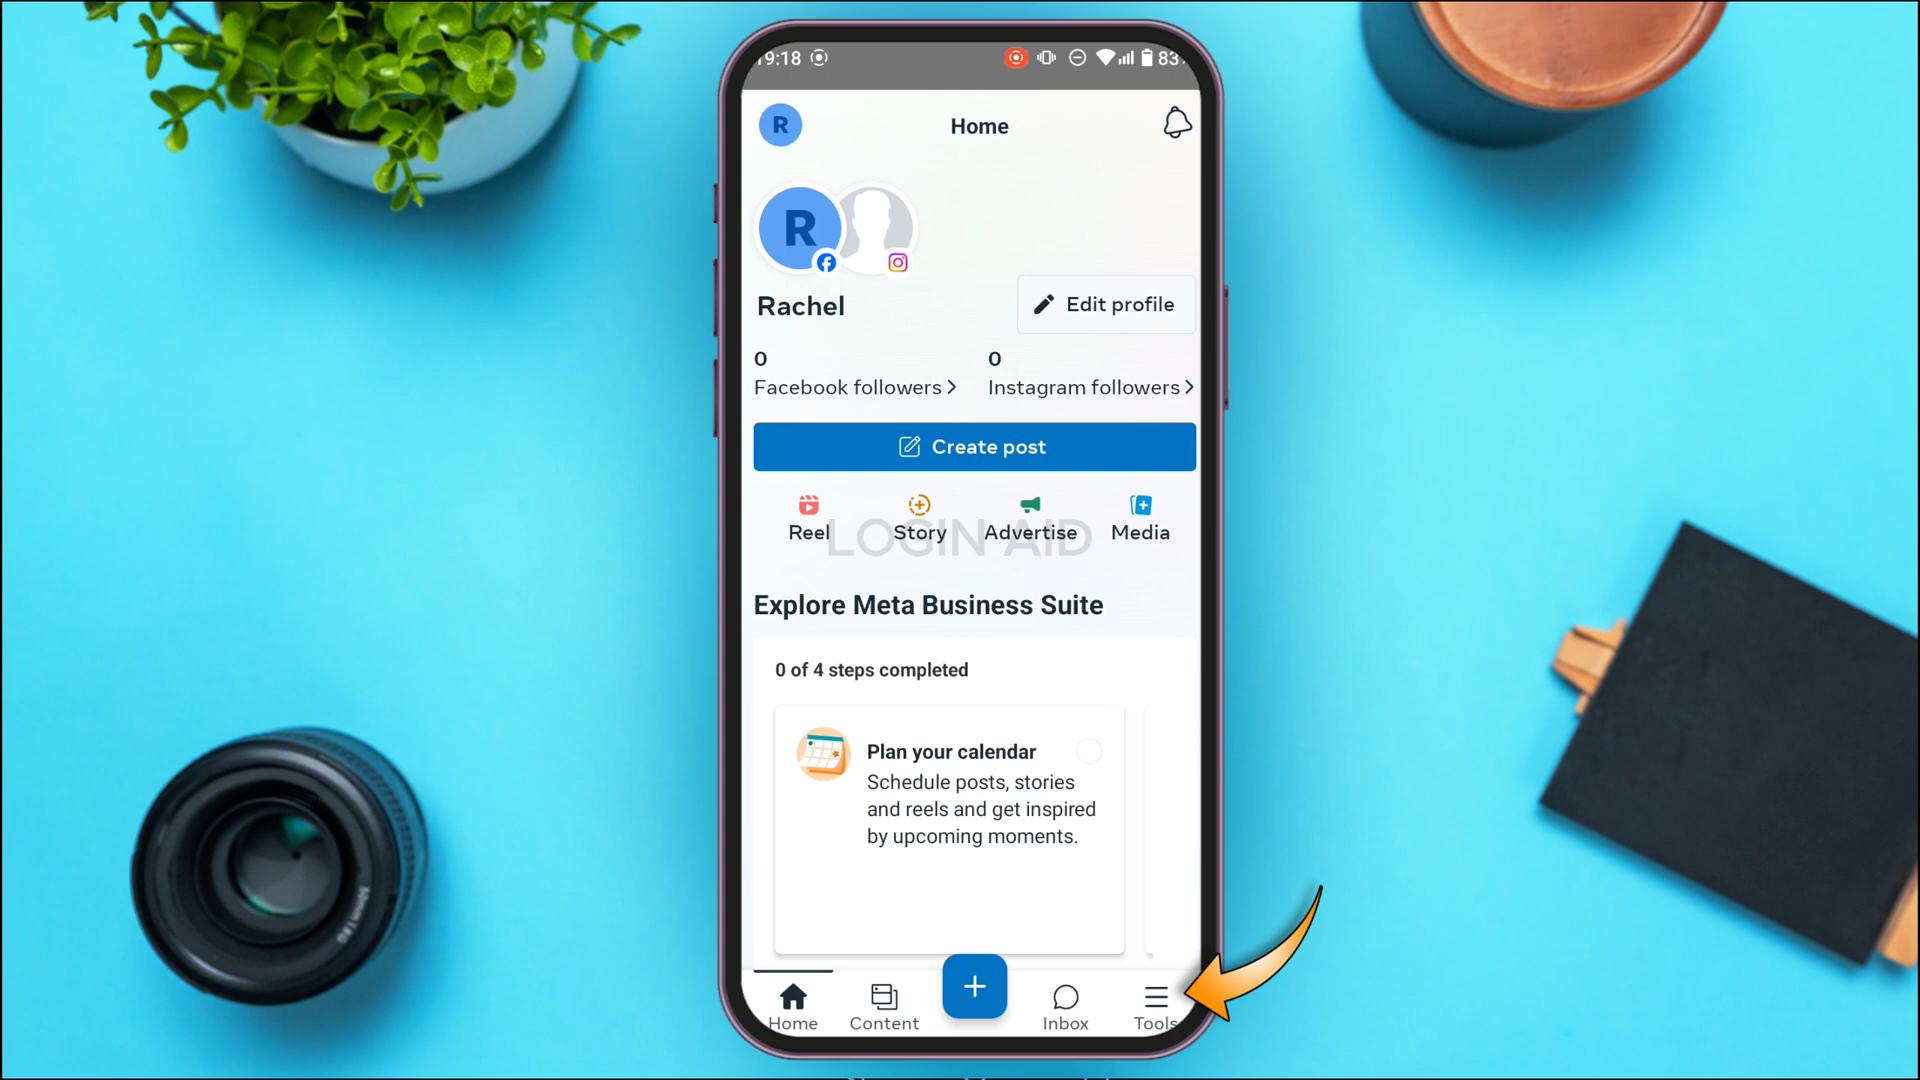 19:18 83
R Home
R
Rachel Edit profile
0 0
Facebook followers Instagram followers
Create post
Reel Story Advertise Media
LOGIN AID
Explore Meta Business Suite
0 of 4 steps completed
Plan your calendar
Schedule posts, stories
and reels and get inspired
by upcoming moments.
Home Content Inbox Tools